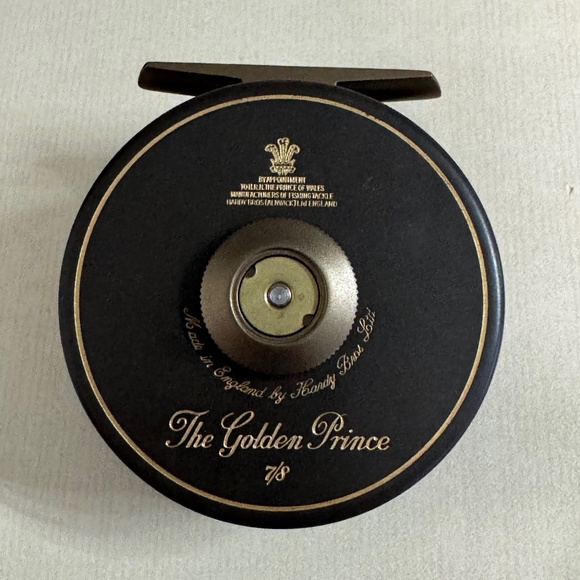 BY APPOINTMENT
TO H.R.H. THE PRINCE OF WALES
MANUFACTURERS OF FISHING TACKLE
HARDY BROS (ALNWICK) Ltd ENGLAND
Made in England by Hardy Bros Ltd
The Golden Prince
7/8